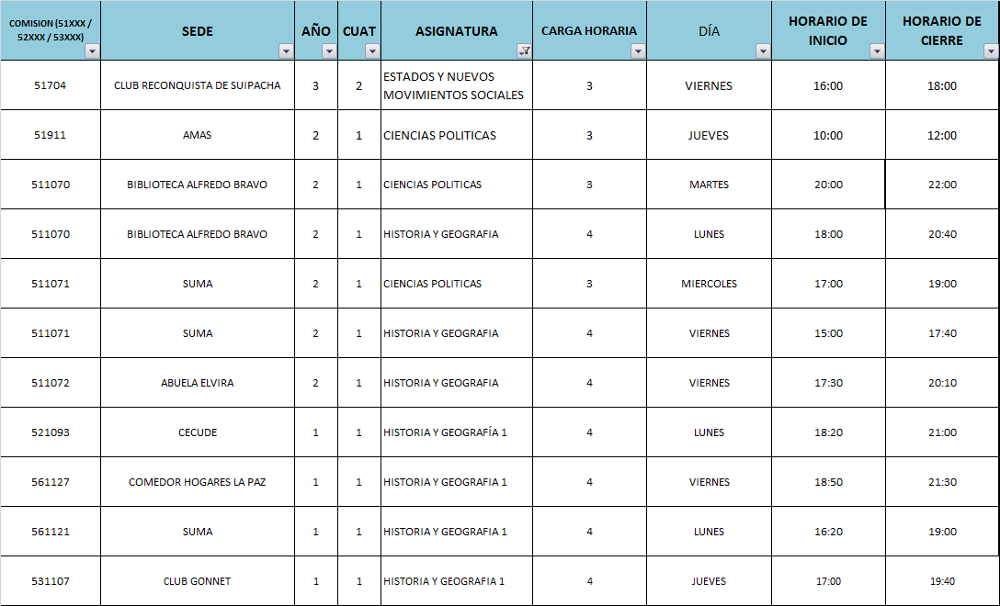 COMISION (51XXX / 52XXX / 53XXX) SEDE AÑO CUAT ASIGNATURA CARGA HORARIA DÍA HORARIO DE INICIO HORARIO DE CIERRE
51704 CLUB RECONQUISTA DE SUIPACHA 3 2 ESTADOS Y NUEVOS MOVIMIENTOS SOCIALES 3 VIERNES 16:00 18:00
51911 AMAS 2 1 CIENCIAS POLITICAS 3 JUEVES 10:00 12:00
511070 BIBLIOTECA ALFREDO BRAVO 2 1 CIENCIAS POLITICAS 3 MARTES 20:00 22:00
511070 BIBLIOTECA ALFREDO BRAVO 2 1 HISTORIA Y GEOGRAFIA 4 LUNES 18:00 20:40
511071 SUMA 2 1 CIENCIAS POLITICAS 3 MIERCOLES 17:00 19:00
511071 SUMA 2 1 HISTORIA Y GEOGRAFIA 4 VIERNES 15:00 17:40
511072 ABUELA ELVIRA 2 1 HISTORIA Y GEOGRAFIA 4 VIERNES 17:30 20:10
521093 CECUDE 1 1 HISTORIA Y GEOGRAFÍA 1 4 LUNES 18:20 21:00
561127 COMEDOR HOGARES LA PAZ 1 1 HISTORIA Y GEOGRAFIA 1 4 VIERNES 18:50 21:30
561121 SUMA 1 1 HISTORIA Y GEOGRAFIA 1 4 LUNES 16:20 19:00
531107 CLUB GONNET 1 1 HISTORIA Y GEOGRAFIA 1 4 JUEVES 17:00 19:40